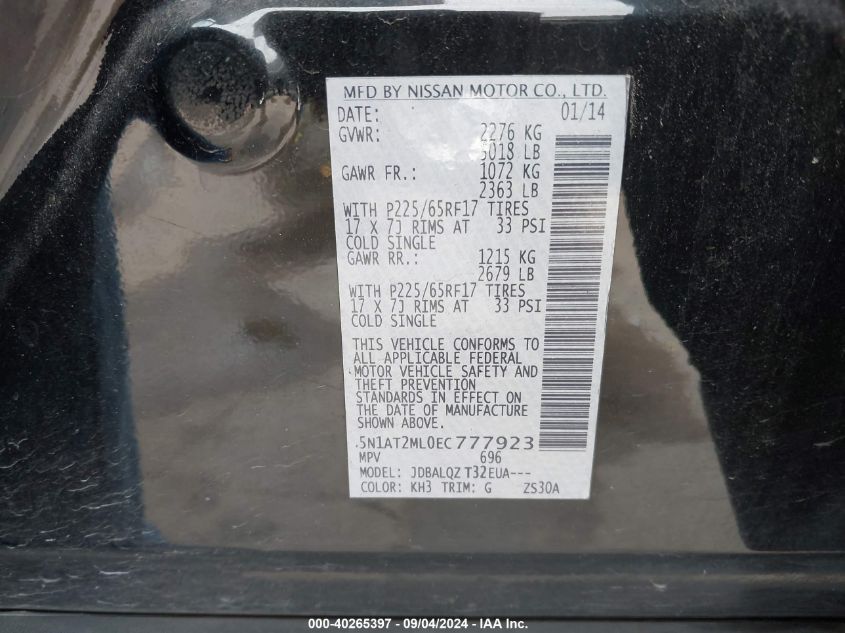 MFD BY NISSAN MOTOR CO., LTD.
DATE: 01/14
GVWR: 2276 KG
5018 LB
GAWR FR.: 1072 KG
2363 LB
WITH P225/65RF17 TIRES
17 X 7J RIMS AT 33 PSI
COLD SINGLE
GAWR RR.: 1215 KG
2679 LB
WITH P225/65RF17 TIRES
17 X 7J RIMS AT 33 PSI
COLD SINGLE
THIS VEHICLE CONFORMS TO
ALL APPLICABLE FEDERAL
MOTOR VEHICLE SAFETY AND
THEFT PREVENTION
STANDARDS IN EFFECT ON
THE DATE OF MANUFACTURE
SHOWN ABOVE.
5N1AT2ML0EC777923
MPV 696
MODEL: JDBALQZ T32EUA---
COLOR: KH3 TRIM: G ZS30A
000-40265397 - 09/04/2024 - IAA Inc.